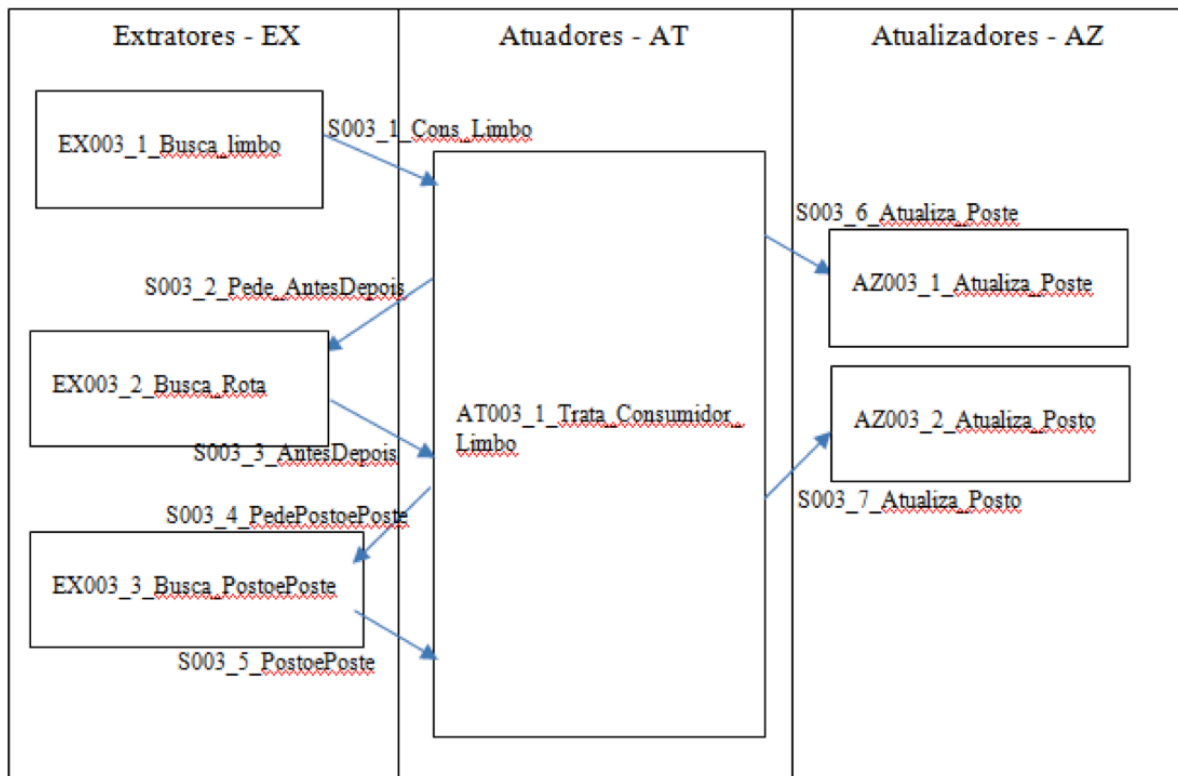 Extratores - EX
Atuadores - AT
Atualizadores - AZ
EX003_1_Busca_limbo
S003_1_Cons_Limbo
S003_6_Atualiza_Poste
AZ003_1_Atualiza_Poste
S003_2_Pede_AntesDepois
EX003_2_Busca_Rota
AT003_1_Trata_Consumidor_
Limbo
AZ003_2_Atualiza_Posto
S003_3_AntesDepois
S003_7_Atualiza_Posto
S003_4_PedePostoePoste
EX003_3_Busca_PostoePoste
S003_5_PostoePoste